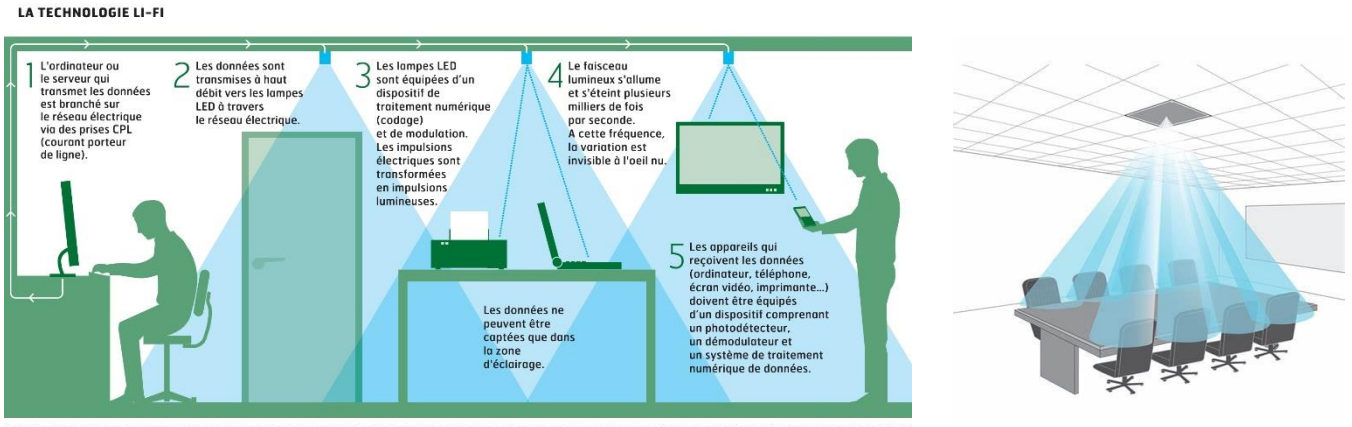 LA TECHNOLOGIE LI-FI
1
L'ordinateur ou
le serveur qui
transmet les données
est branché sur
le réseau électrique
via des prises CPL
(courant porteur
de ligne).
2
Les données sont
transmises à haut
débit vers les lampes
LED à travers
le réseau électrique.
3
Les lampes LED
sont équipées d'un
dispositif de
traitement numérique
(codage)
et de modulation.
Les impulsions
électriques sont
transformées
en impulsions
lumineuses.
4
Le faisceau
lumineux s'allume
et s'éteint plusieurs
milliers de fois
par seconde.
A cette fréquence,
la variation est
invisible à l'oeil nu.
Les données ne
peuvent être
captées que dans
la zone
d'éclairage.
5
Les appareils qui
reçoivent les données
(ordinateur, téléphone,
écran vidéo, imprimante...)
doivent être équipés
d'un dispositif comprenant
un photodétecteur,
un démodulateur et
un système de traitement
numérique de données.